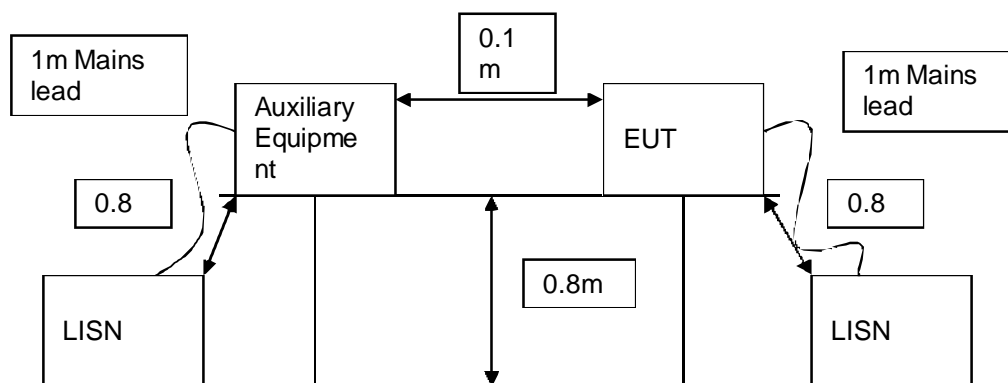 0.1
m
1m Mains
lead
1m Mains
lead
Auxiliary
Equipme
nt
EUT
0.8
0.8
0.8m
LISN
LISN